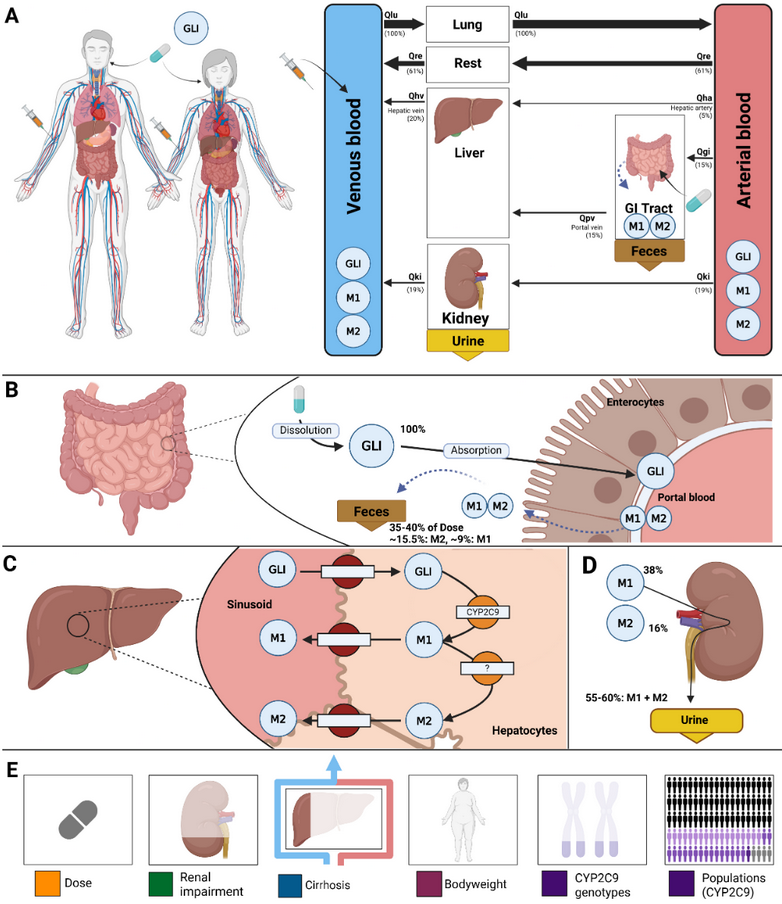 A
GLI
Venous blood
GLI
M1
M2
Qlu
(100%)
Lung
Qlu
(100%)
Qre
(61%)
Rest
Qre
(61%)
Qhv
Hepatic vein
(20%)
Liver
Qha
Hepatic artery
(5%)
Qgi
(15%)
GI Tract
M1 M2
Feces
Qpv
Portal vein
(15%)
Qki
(19%)
Kidney
Urine
Qki
(19%)
Arterial blood
GLI
M1
M2
B
Dissolution
GLI
100%
Absorption
Enterocytes
GLI
Portal blood
M1 M2
M1 M2
Feces
35-40% of Dose
~15.5%: M2, ~9%: M1
C
Sinusoid
GLI
GLI
CYP2C9
M1
M1
?
M2
M2
Hepatocytes
D
M1
38%
M2
16%
55-60%: M1 + M2
Urine
E
Dose
Renal
impairment
Cirrhosis
Bodyweight
CYP2C9
genotypes
Populations
(CYP2C9)